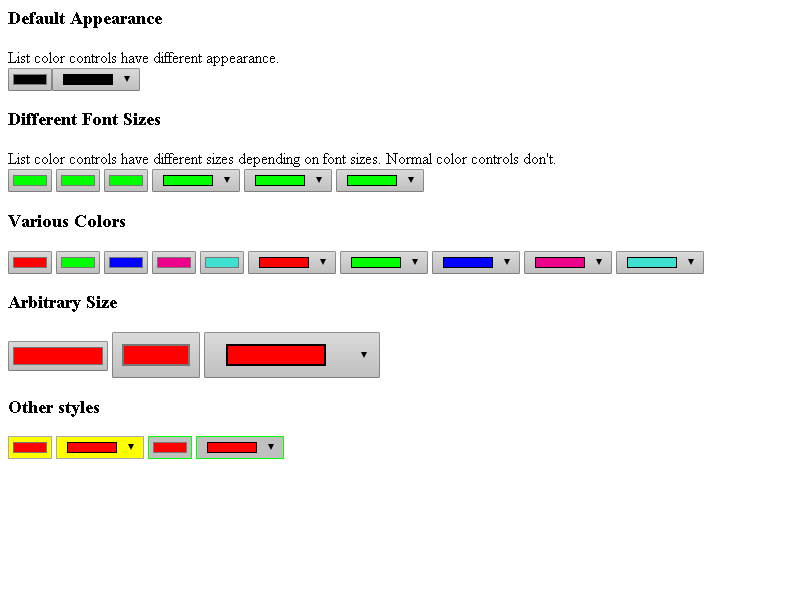 Default Appearance
List color controls have different appearance.
Different Font Sizes
List color controls have different sizes depending on font sizes. Normal color controls don't.
Various Colors
Arbitrary Size
Other styles